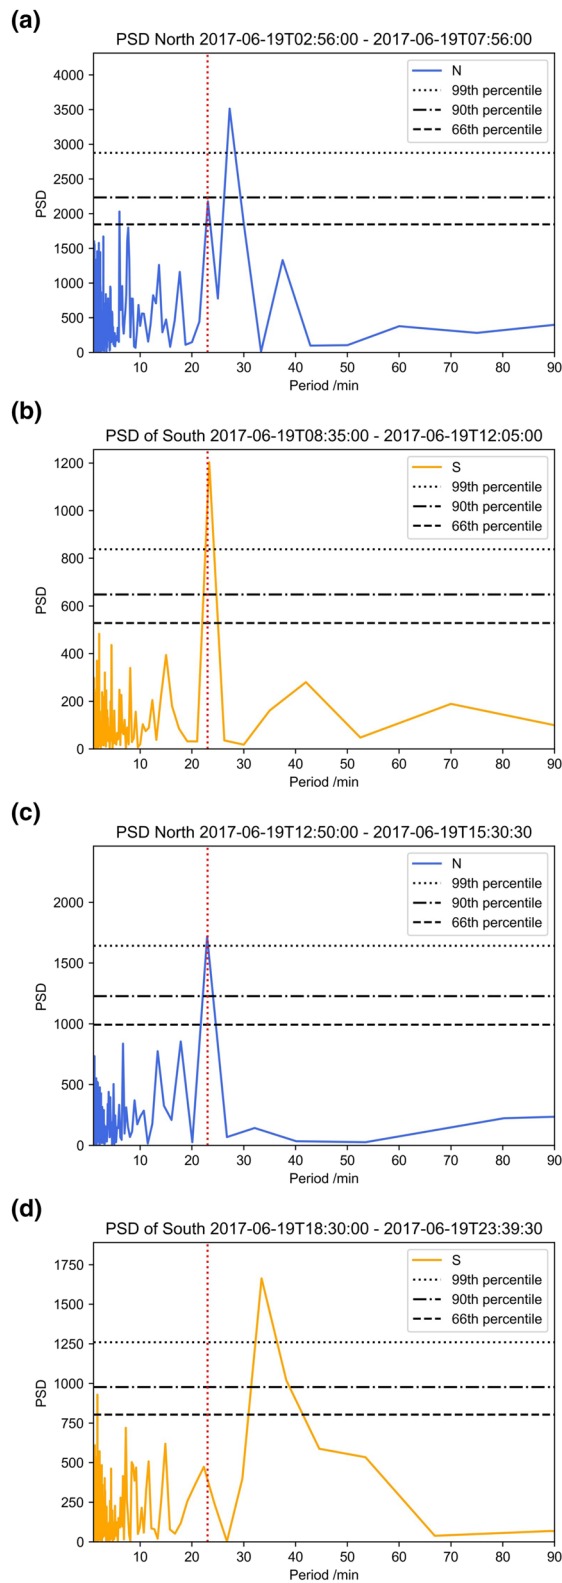 (a)
PSD North 2017-06-19T02:56:00 - 2017-06-19T07:56:00
4000
3500
3000
2500
2000
1500
1000
500
0
PSD
N
99th percentile
90th percentile
66th percentile
10 20 30 40 50 60 70 80 90
Period /min
(b)
PSD of South 2017-06-19T08:35:00 - 2017-06-19T12:05:00
1200
1000
800
600
400
200
0
PSD
S
99th percentile
90th percentile
66th percentile
10 20 30 40 50 60 70 80 90
Period /min
(c)
PSD North 2017-06-19T12:50:00 - 2017-06-19T15:30:30
2000
1500
1000
500
0
PSD
N
99th percentile
90th percentile
66th percentile
10 20 30 40 50 60 70 80 90
Period /min
(d)
PSD of South 2017-06-19T18:30:00 - 2017-06-19T23:39:30
1750
1500
1250
1000
750
500
250
0
PSD
S
99th percentile
90th percentile
66th percentile
10 20 30 40 50 60 70 80 90
Period /min